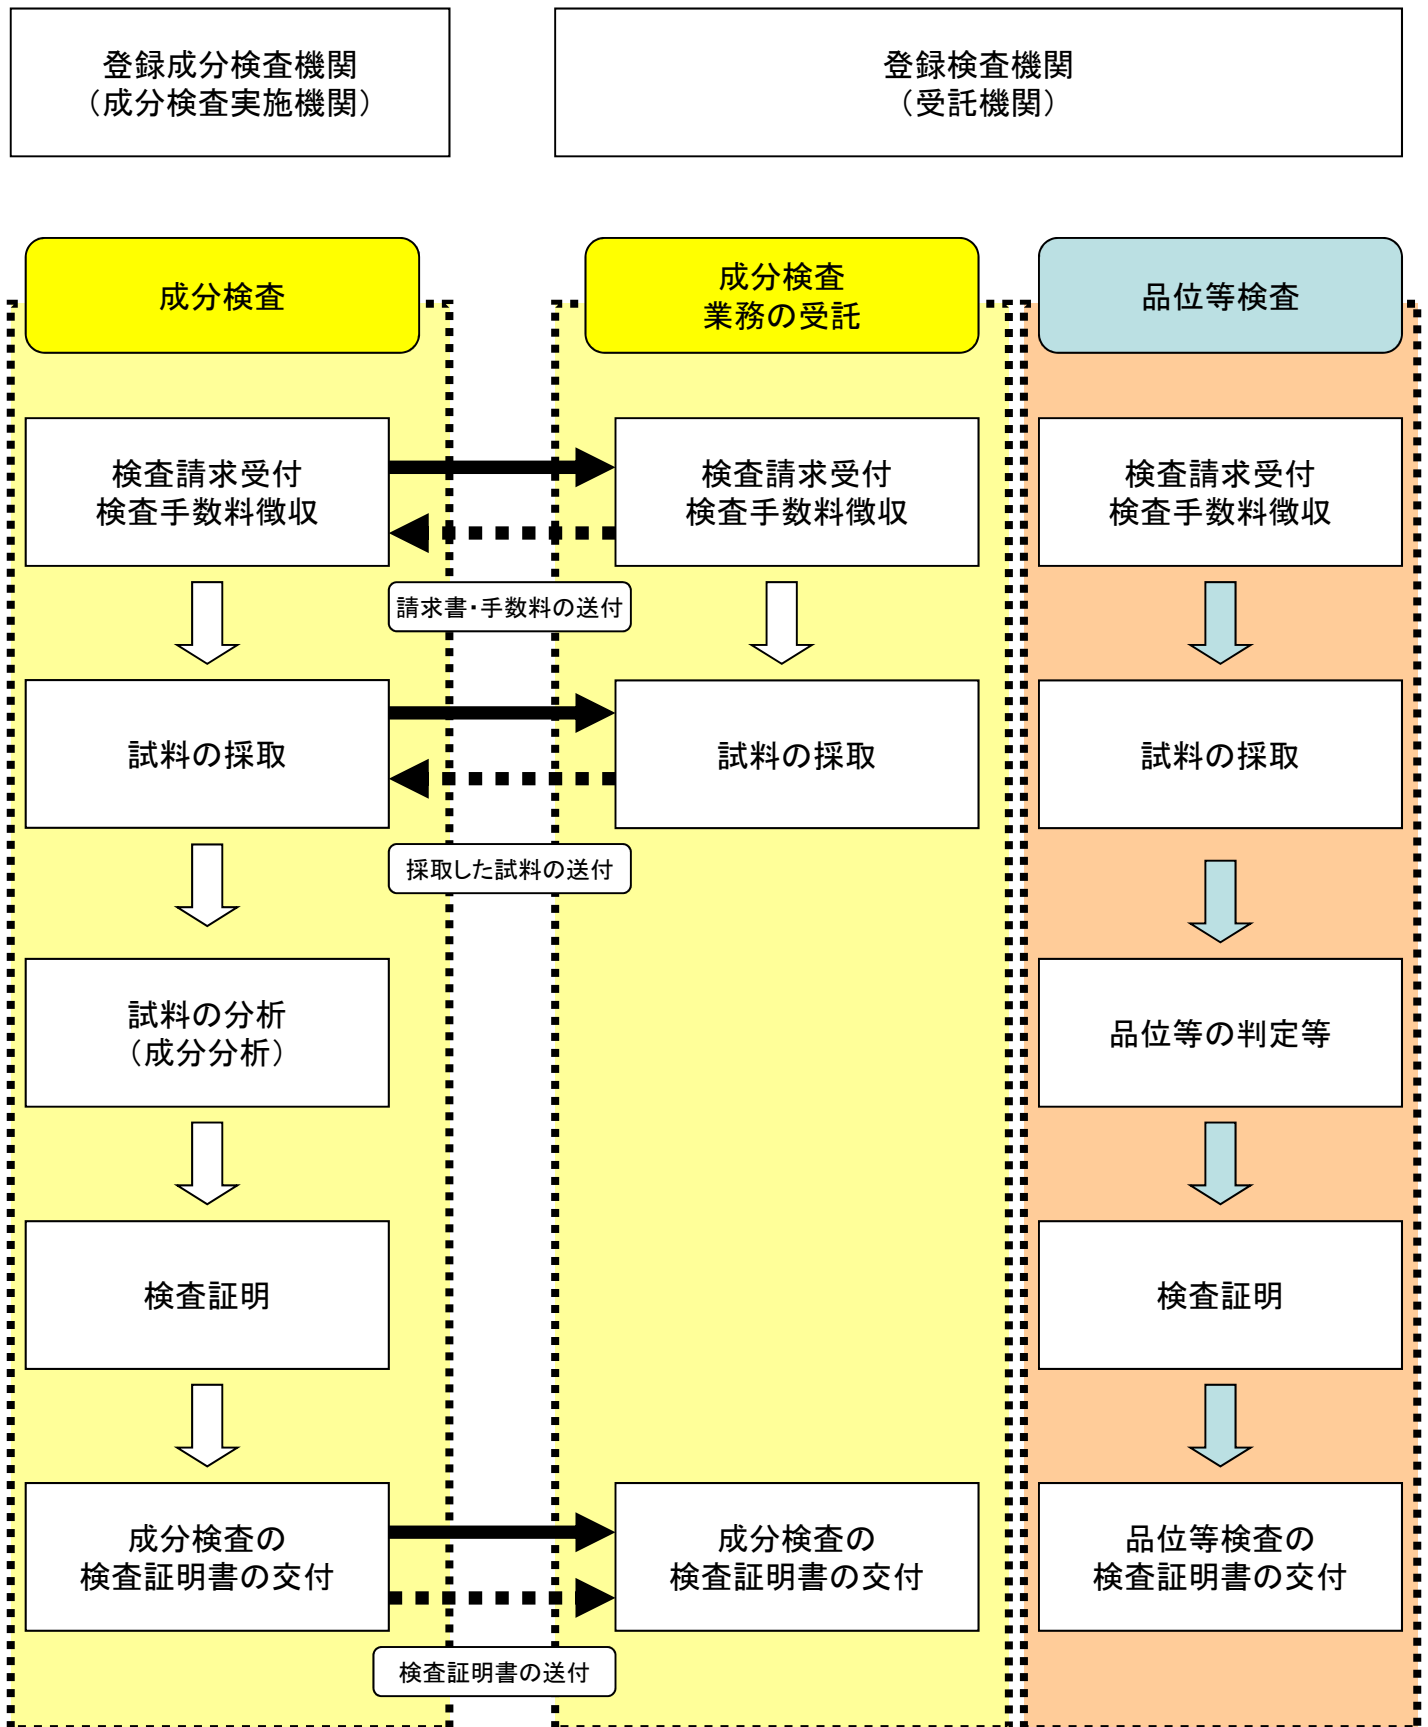 登録成分検査機関
（成分検査実施機関）
登録検査機関
（受託機関）
成分検査
成分検査
業務の受託
品位等検査
検査請求受付
検査手数料徴収
検査請求受付
検査手数料徴収
検査請求受付
検査手数料徴収
請求書・手数料の送付
試料の採取
試料の採取
試料の採取
採取した試料の送付
試料の分析
（成分分析）
品位等の判定等
検査証明
検査証明
成分検査の
検査証明書の交付
成分検査の
検査証明書の交付
品位等検査の
検査証明書の交付
検査証明書の送付